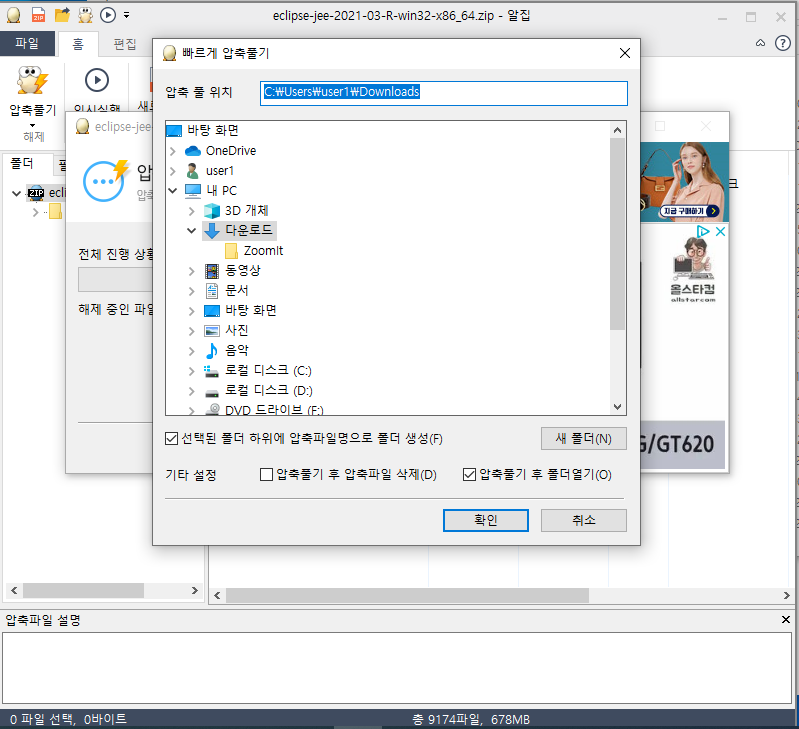 eclipse-jee-2021-03-R-win32-x86_64.zip - 알집
파일
홈
편집
압축풀기
해제
폴더
eclipse-jee
빠르게 압축풀기
압축 풀 위치
C:\Users\user1\Downloads
바탕 화면
OneDrive
user1
내 PC
3D 개체
다운로드
ZoomIt
동영상
문서
바탕 화면
사진
음악
로컬 디스크 (C:)
로컬 디스크 (D:)
DVD 드라이브 (F:)
선택된 폴더 하위에 압축파일명으로 폴더 생성(F)
새 폴더(N)
기타 설정
압축풀기 후 압축파일 삭제(D)
압축풀기 후 폴더열기(O)
확인
취소
ZIP
전체 진행 상황
해제 중인 파일
지금 구매하기
올스타컴
allstar.com
G/GT620
압축파일 설명
0 파일 선택, 0바이트
총 9174파일, 678MB